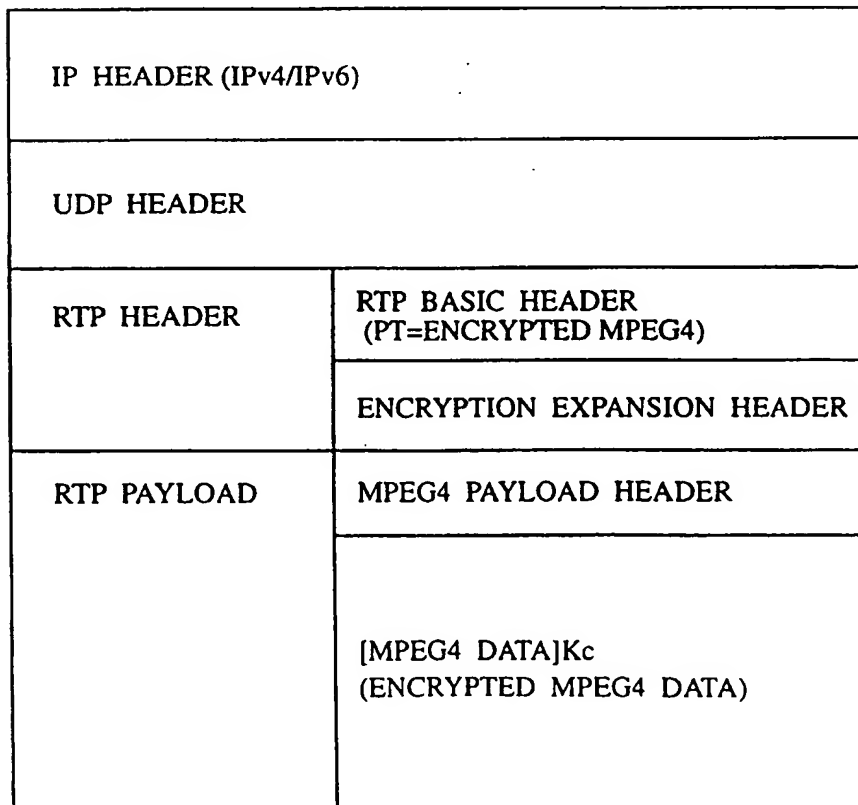 IP HEADER (IPv4/IPv6)
UDP HEADER
RTP HEADER
RTP BASIC HEADER
(PT=ENCRYPTED MPEG4)
ENCRYPTION EXPANSION HEADER
RTP PAYLOAD
MPEG4 PAYLOAD HEADER
[MPEG4 DATA]Kc
(ENCRYPTED MPEG4 DATA)